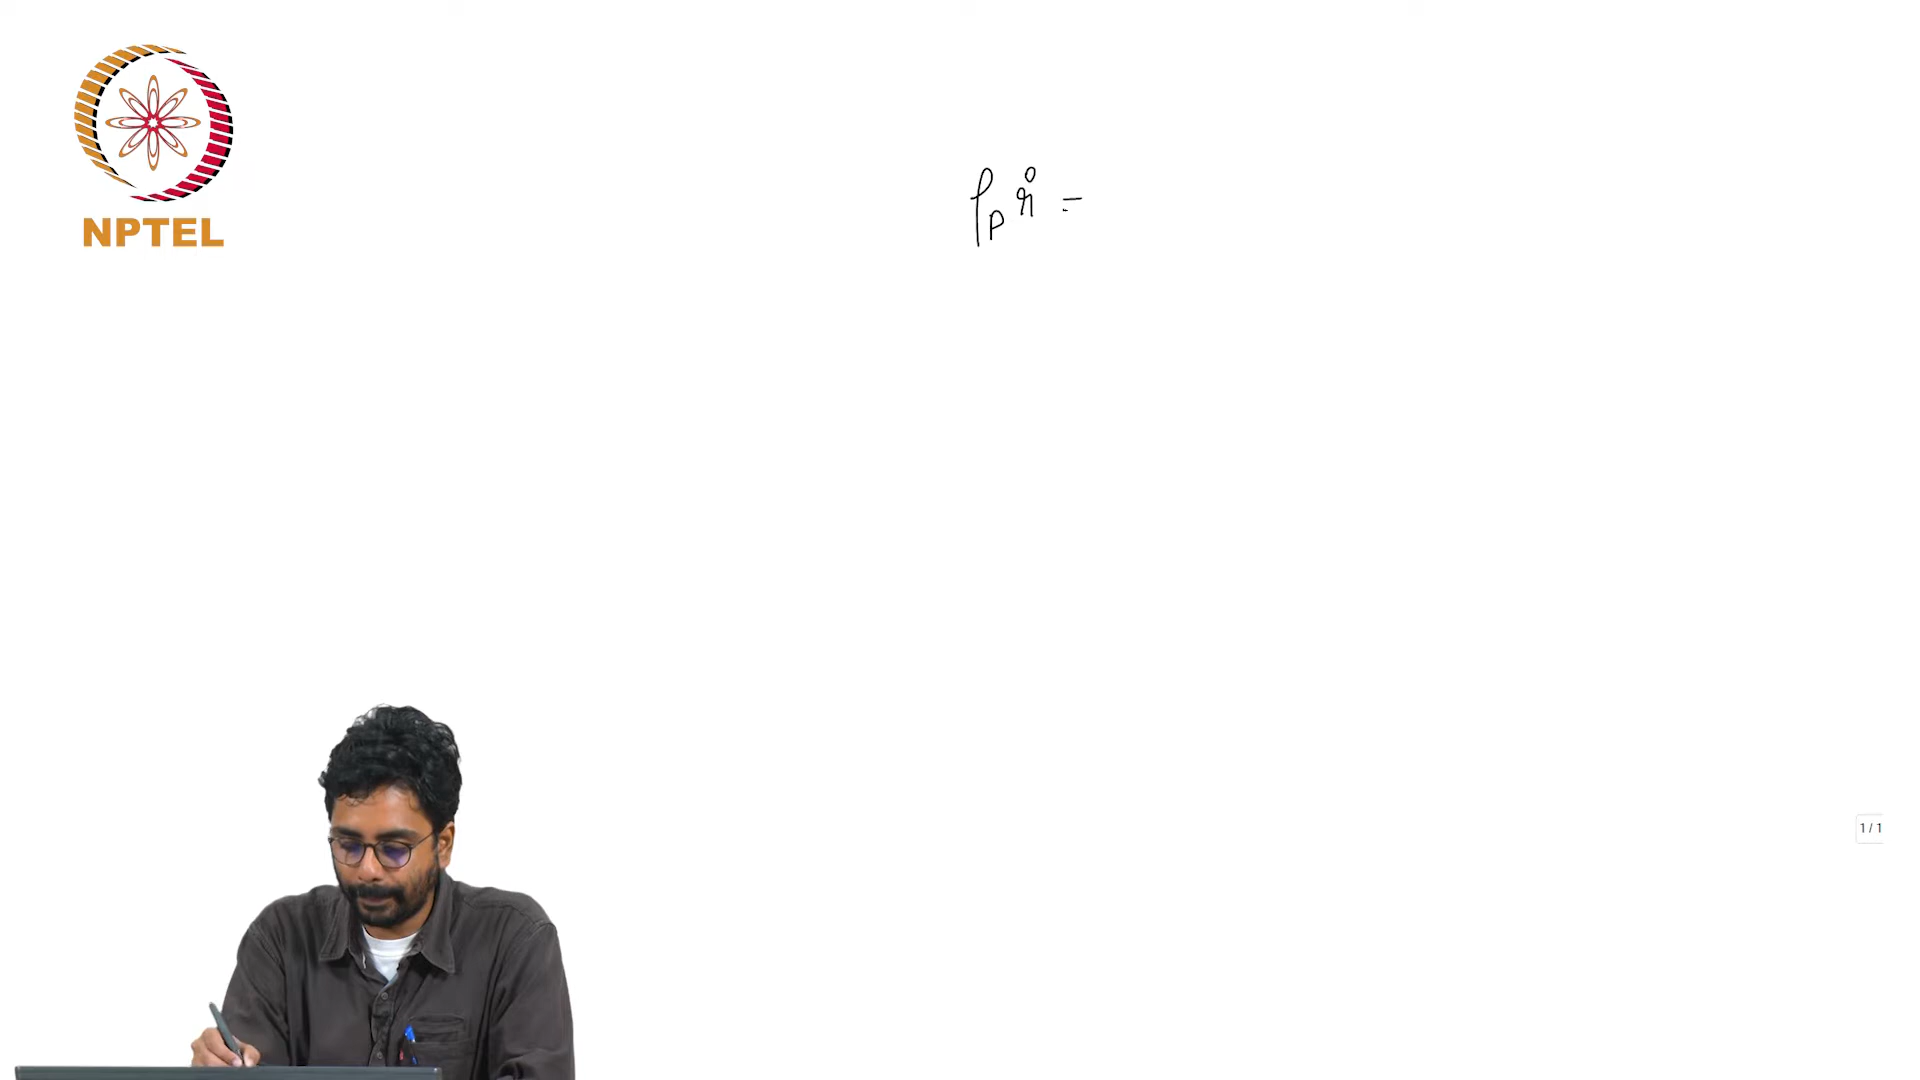 NPTEL
ρ_p ṙ =
1 / 1